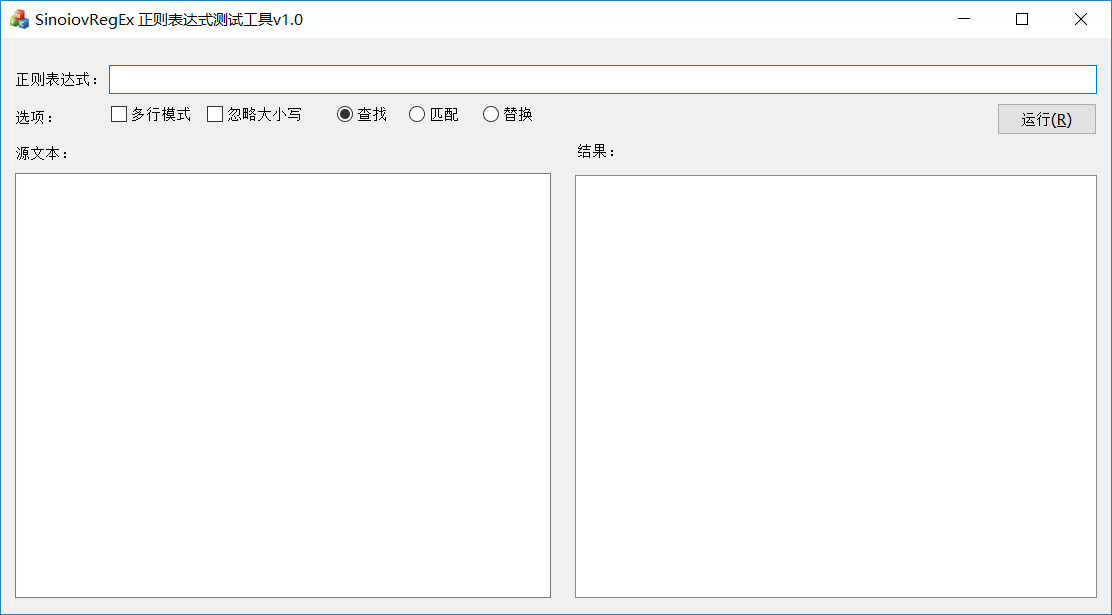 SinoiovRegEx 正则表达式测试工具v1.0
正则表达式：
选项： 多行模式 忽略大小写 查找 匹配 替换 运行(R)
源文本： 结果：